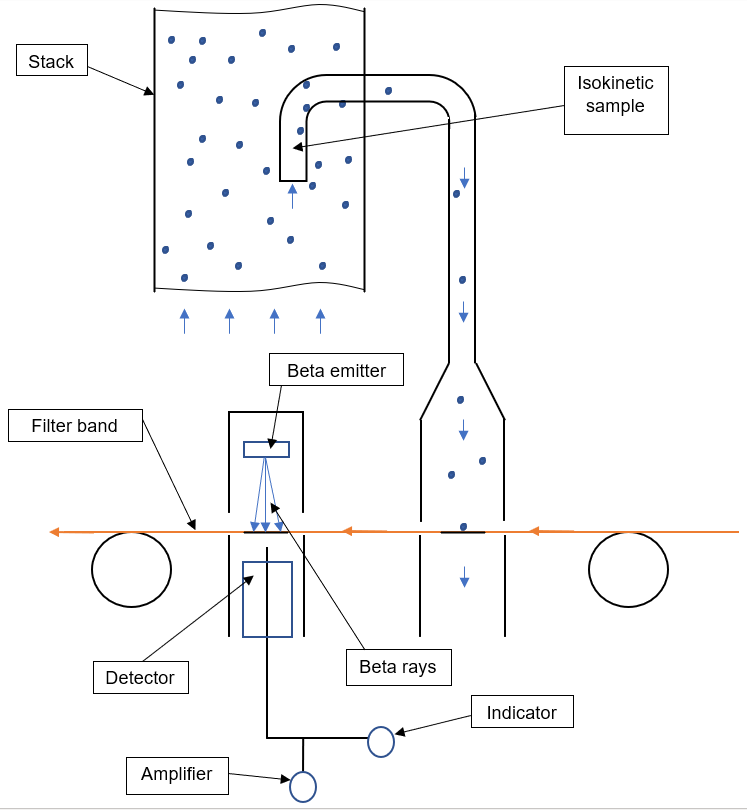 Stack
Isokinetic
sample
Beta emitter
Filter band
Detector
Beta rays
Indicator
Amplifier